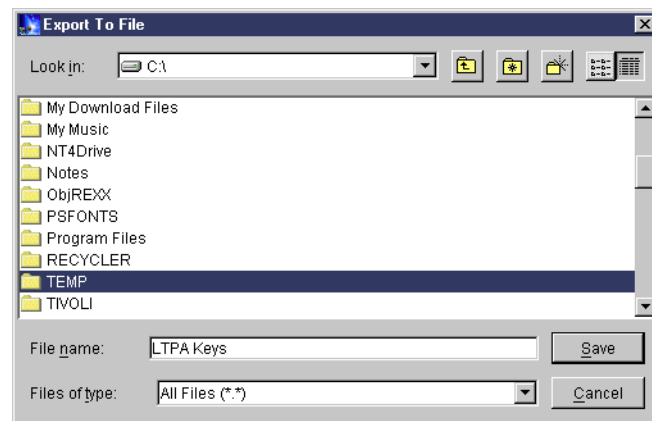 Export To File
Look in: C:\
My Download Files
My Music
NT4Drive
Notes
ObjREXX
PSFONTS
Program Files
RECYCLER
TEMP
TIVOLI
File name: LTPA Keys Save
Files of type: All Files (*.*) Cancel